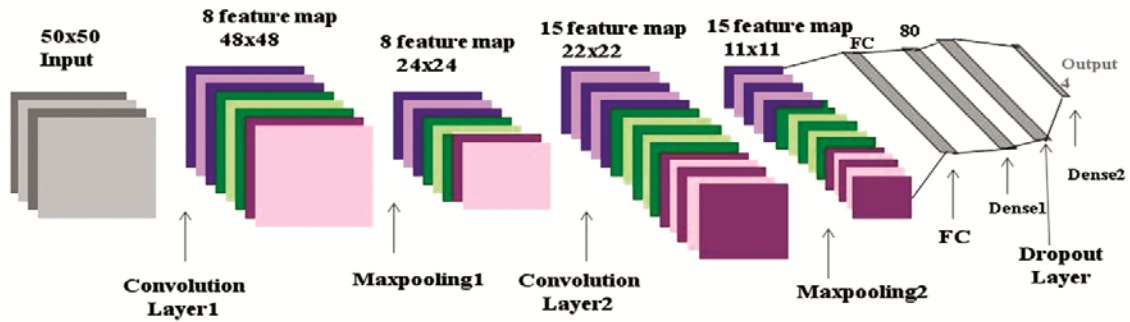 50x50
Input
8 feature map
48x48
8 feature map
24x24
15 feature map
22x22
15 feature map
11x11
FC
80
Output
4
Convolution
Layer1
Maxpooling1
Convolution
Layer2
Maxpooling2
FC
Dense1
Dropout
Layer
Dense2